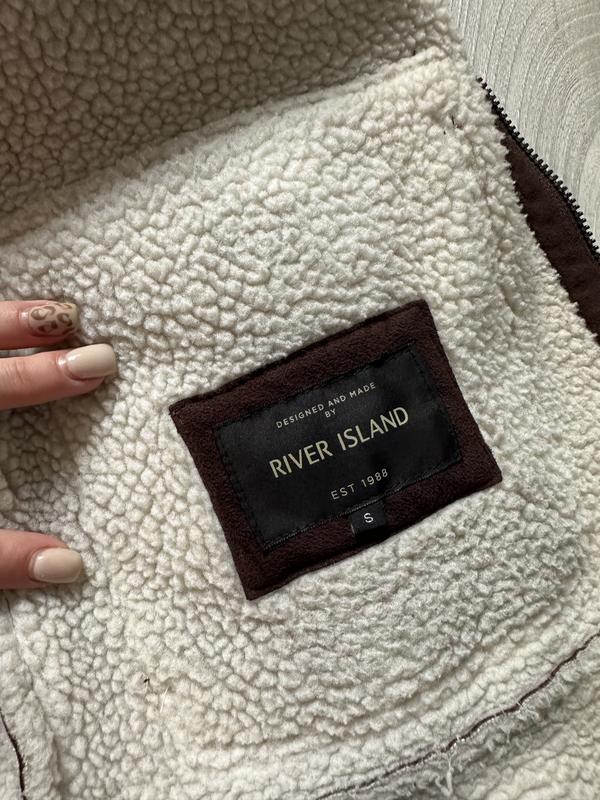 DESIGNED AND MADE
BY
RIVER ISLAND
EST 1988
S